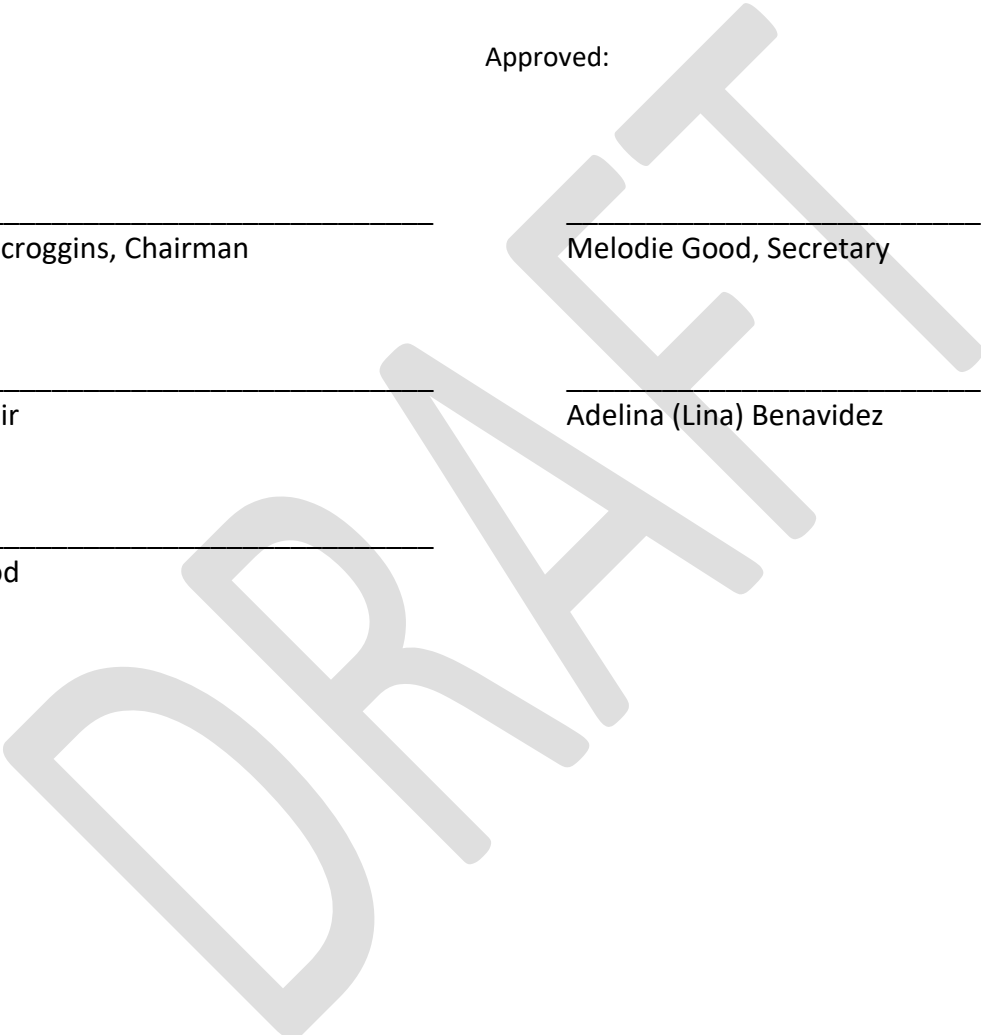 Approved:
croggins, Chairman
Melodie Good, Secretary
ir
Adelina (Lina) Benavidez
od
DRAFT